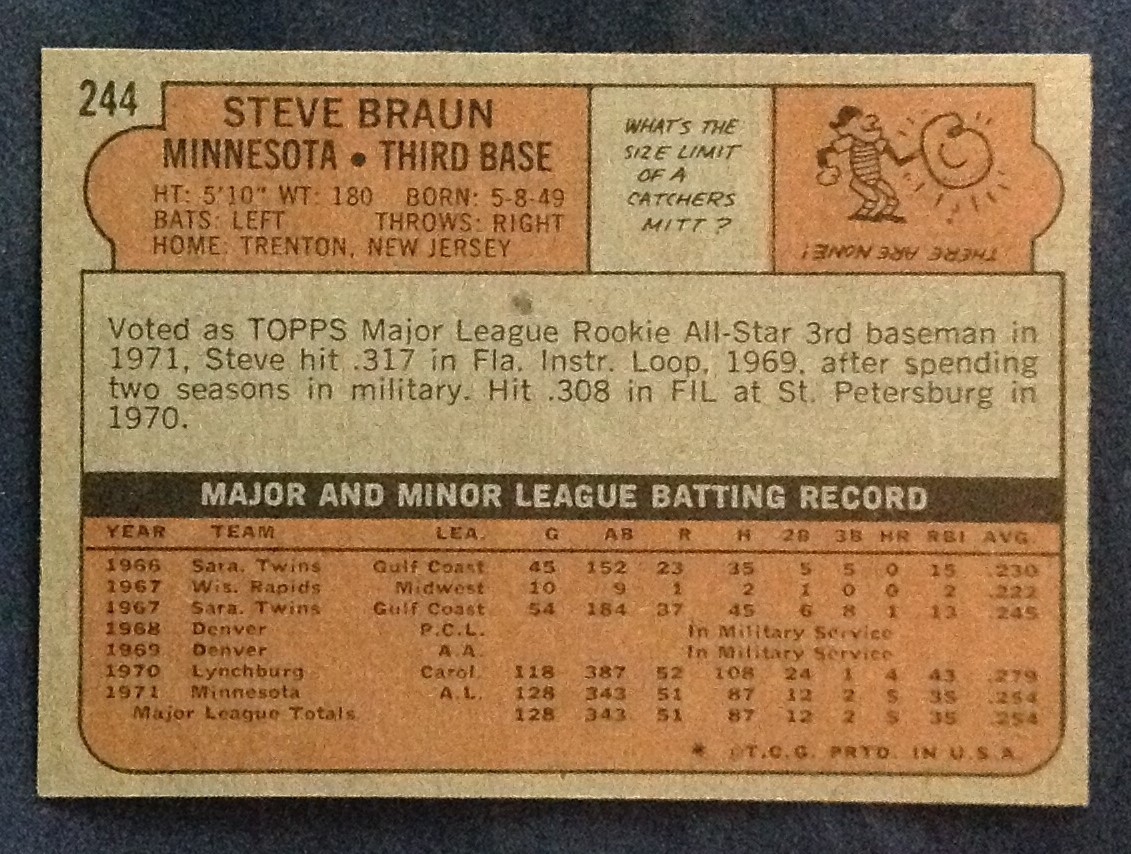 244
STEVE BRAUN
MINNESOTA • THIRD BASE
HT: 5'10" WT: 180 BORN: 5-8-49
BATS: LEFT THROWS: RIGHT
HOME: TRENTON, NEW JERSEY
WHAT'S THE
SIZE LIMIT
OF A
CATCHERS
MITT?
THERE ARE NONE!
Voted as TOPPS Major League Rookie All-Star 3rd baseman in
1971, Steve hit .317 in Fla. Instr. Loop, 1969, after spending
two seasons in military. Hit .308 in FIL at St. Petersburg in
1970.
MAJOR AND MINOR LEAGUE BATTING RECORD
YEAR TEAM LEA. G AB R H 2B 3B HR RBI AVG.
1966 Sara. Twins Gulf Coast 45 152 23 35 5 5 0 15 .230
1967 Wis. Rapids Midwest 10 9 1 2 1 0 0 2 .222
1967 Sara. Twins Gulf Coast 54 184 37 45 6 8 1 13 .245
1968 Denver P.C.L. In Military Service
1969 Denver A.A. In Military Service
1970 Lynchburg Carol. 118 387 52 108 24 1 4 43 .279
1971 Minnesota A.L. 128 343 51 87 12 2 5 35 .254
Major League Totals 128 343 51 87 12 2 5 35 .254
* ©T.C.G. PRTD. IN U.S.A.